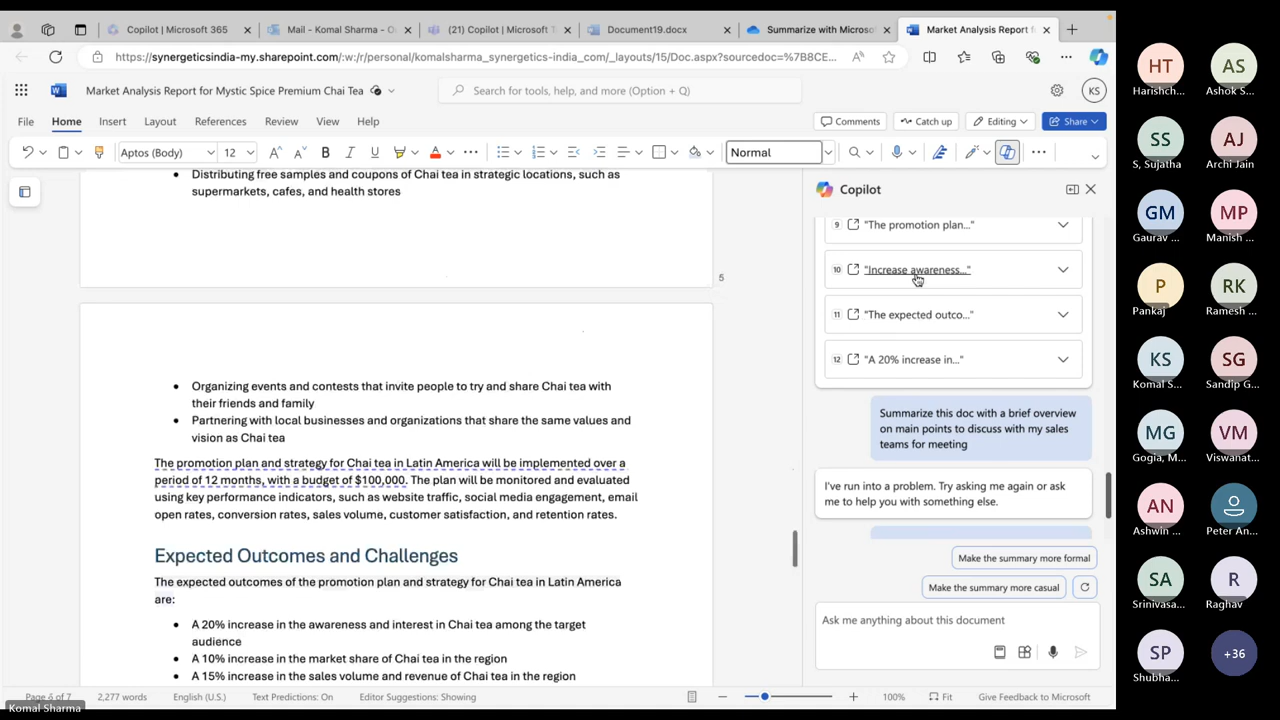 Copilot | Microsoft 365
Mail - Komal Sharma - O
(21) Copilot | Microsoft T
Document19.docx
Summarize with Microso
Market Analysis Report f
https://synergeticsindia-my.sharepoint.com/:w:/r/personal/komalsharma_synergetics-india_com/_layouts/15/Doc.aspx?sourcedoc=%7B8CE...
Market Analysis Report for Mystic Spice Premium Chai Tea
Search for tools, help, and more (Option + Q)
KS
File Home Insert Layout References Review View Help
Comments Catch up Editing Share
Aptos (Body) 12 B I U A Normal
Distributing free samples and coupons of Chai tea in strategic locations, such as
supermarkets, cafes, and health stores
5
Organizing events and contests that invite people to try and share Chai tea with
their friends and family
Partnering with local businesses and organizations that share the same values and
vision as Chai tea
The promotion plan and strategy for Chai tea in Latin America will be implemented over a
period of 12 months, with a budget of $100,000. The plan will be monitored and evaluated
using key performance indicators, such as website traffic, social media engagement, email
open rates, conversion rates, sales volume, customer satisfaction, and retention rates.
Expected Outcomes and Challenges
The expected outcomes of the promotion plan and strategy for Chai tea in Latin America
are:
A 20% increase in the awareness and interest in Chai tea among the target
audience
A 10% increase in the market share of Chai tea in the region
A 15% increase in the sales volume and revenue of Chai tea in the region
Copilot
9 "The promotion plan..."
10 "Increase awareness..."
11 "The expected outco..."
12 "A 20% increase in..."
Summarize this doc with a brief overview
on main points to discuss with my sales
teams for meeting
I've run into a problem. Try asking me again or ask
me to help you with something else.
Make the summary more formal
Make the summary more casual
Ask me anything about this document
Page 6 of 7 2,277 words English (U.S.) Text Predictions: On Editor Suggestions: Showing 100% Fit Give Feedback to Microsoft
Komal Sharma
HT AS
Harishch... Ashok S...
SS AJ
S, Sujatha Archi Jain
GM MP
Gaurav ... Manish ...
P RK
Pankaj Ramesh ...
KS SG
Komal S... Sandip G...
MG VM
Gogia, M... Viswanat...
AN
Ashwin ... Peter An...
SA R
Srinivasa... Raghav
SP +36
Shubha...